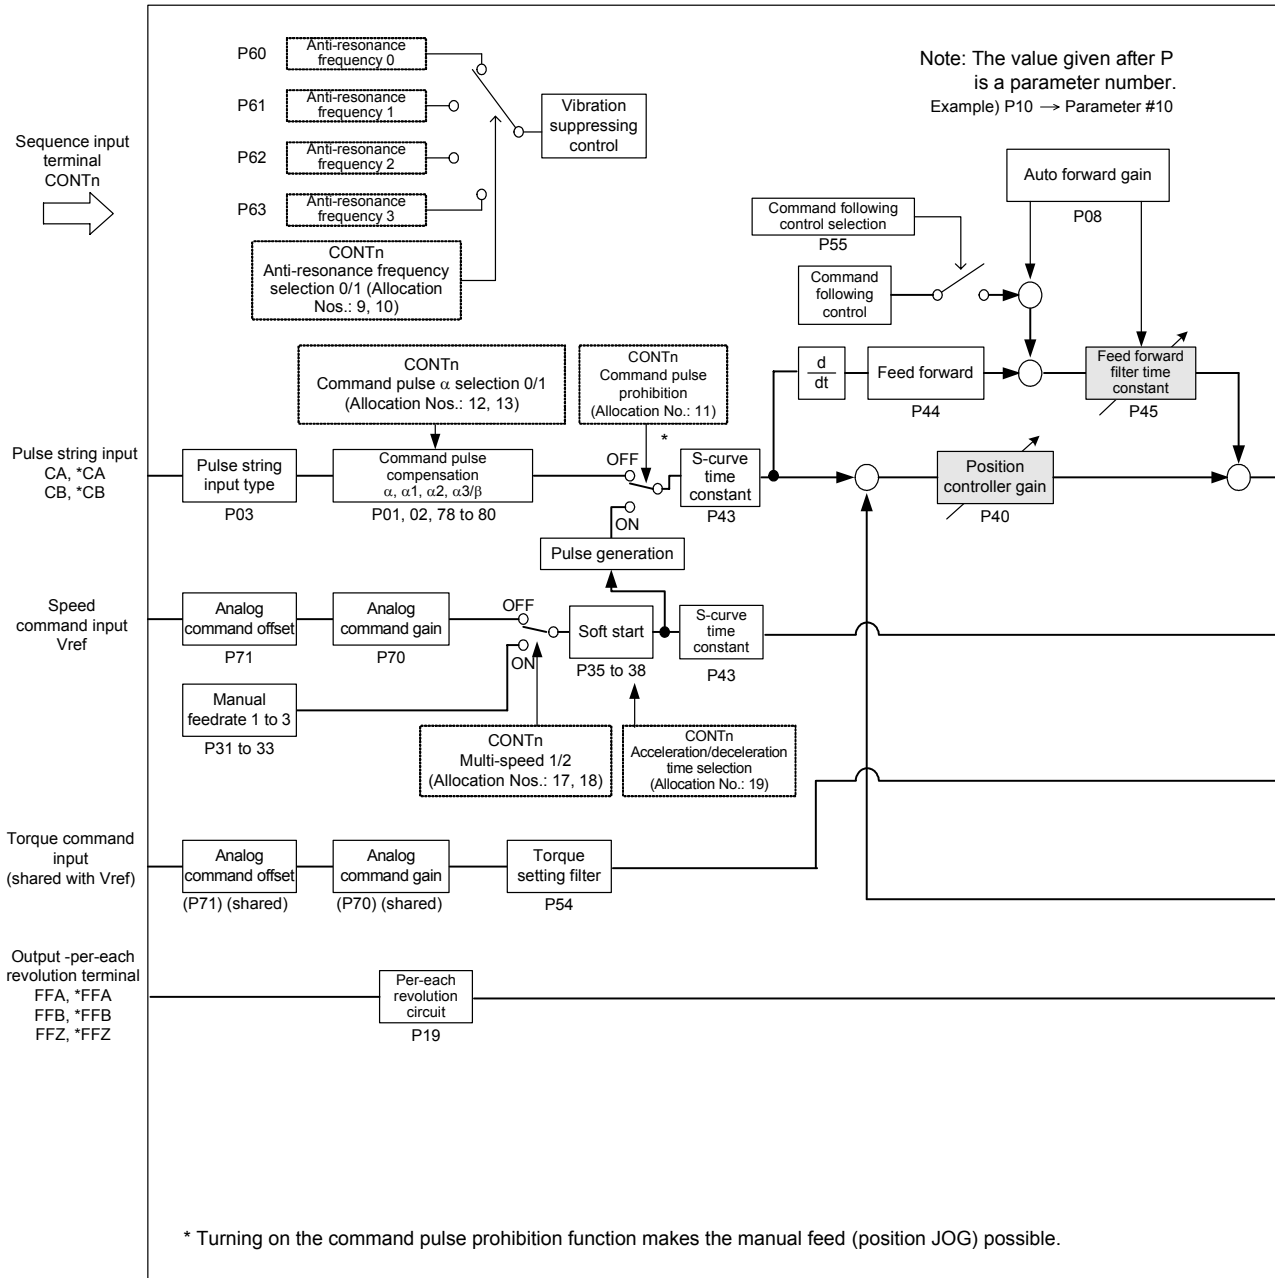 P60
Anti-resonance
frequency 0
P61
Anti-resonance
frequency 1
P62
Anti-resonance
frequency 2
P63
Anti-resonance
frequency 3
Vibration
suppressing
control
CONTn
Anti-resonance frequency
selection 0/1 (Allocation
Nos.: 9, 10)
Note: The value given after P
is a parameter number.
Example) P10 → Parameter #10
Sequence input
terminal
CONTn
Auto forward gain
P08
Command following
control selection
P55
Command
following
control
CONTn
Command pulse α selection 0/1
(Allocation Nos.: 12, 13)
CONTn
Command pulse
prohibition
(Allocation No.: 11)
*
d
dt
Feed forward
P44
Feed forward
filter time
constant
P45
Pulse string input
CA, *CA
CB, *CB
Pulse string
input type
P03
Command pulse
compensation
α, α1, α2, α3/β
P01, 02, 78 to 80
OFF
ON
S-curve
time
constant
P43
Position
controller gain
P40
Pulse generation
Speed
command input
Vref
Analog
command offset
P71
Analog
command gain
P70
OFF
ON
Soft start
P35 to 38
S-curve
time
constant
P43
Manual
feedrate 1 to 3
P31 to 33
CONTn
Multi-speed 1/2
(Allocation Nos.: 17, 18)
CONTn
Acceleration/deceleration
time selection
(Allocation No.: 19)
Torque command
input
(shared with Vref)
Analog
command offset
(P71) (shared)
Analog
command gain
(P70) (shared)
Torque
setting filter
P54
Output -per-each
revolution terminal
FFA, *FFA
FFB, *FFB
FFZ, *FFZ
Per-each
revolution
circuit
P19
* Turning on the command pulse prohibition function makes the manual feed (position JOG) possible.